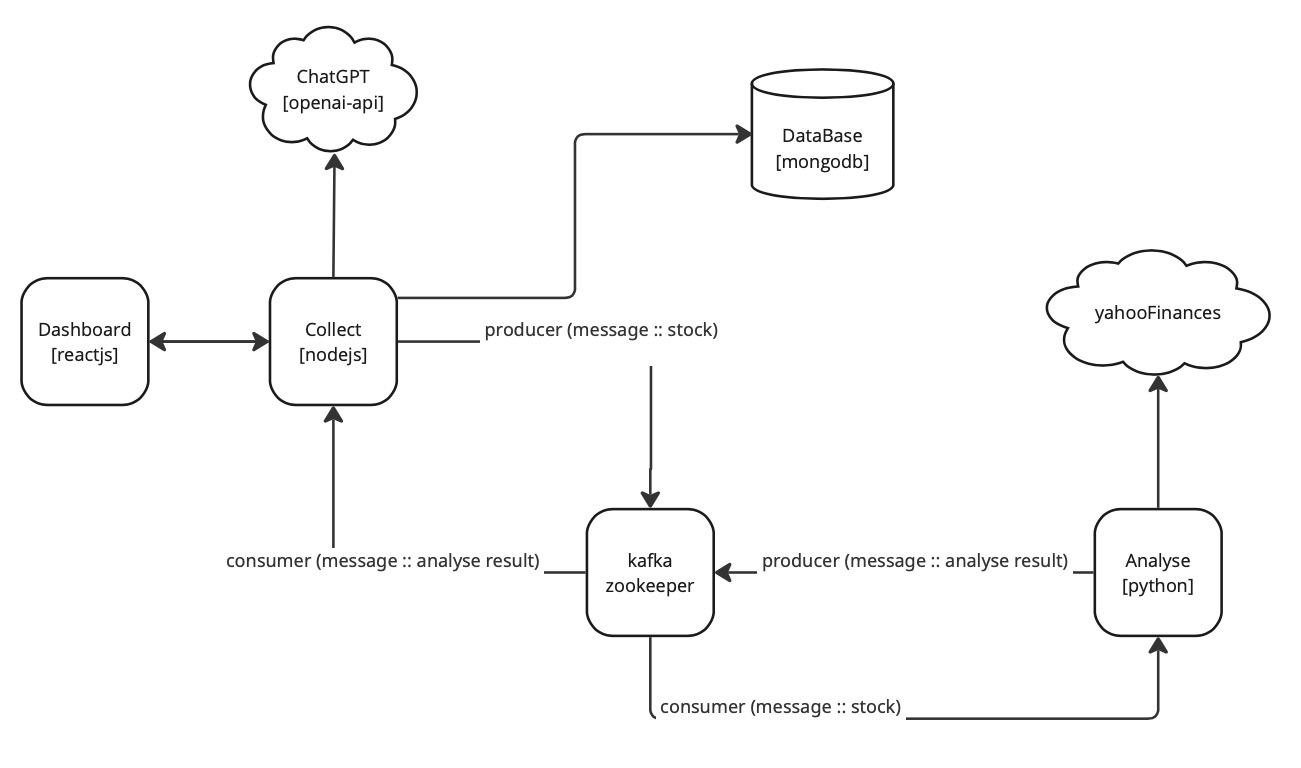 ChatGPT
[openai-api]
DataBase
[mongodb]
yahooFinances
Dashboard
[reactjs]
Collect
[nodejs]
producer (message :: stock)
consumer (message :: analyse result)
kafka
zookeeper
producer (message :: analyse result)
Analyse
[python]
consumer (message :: stock)